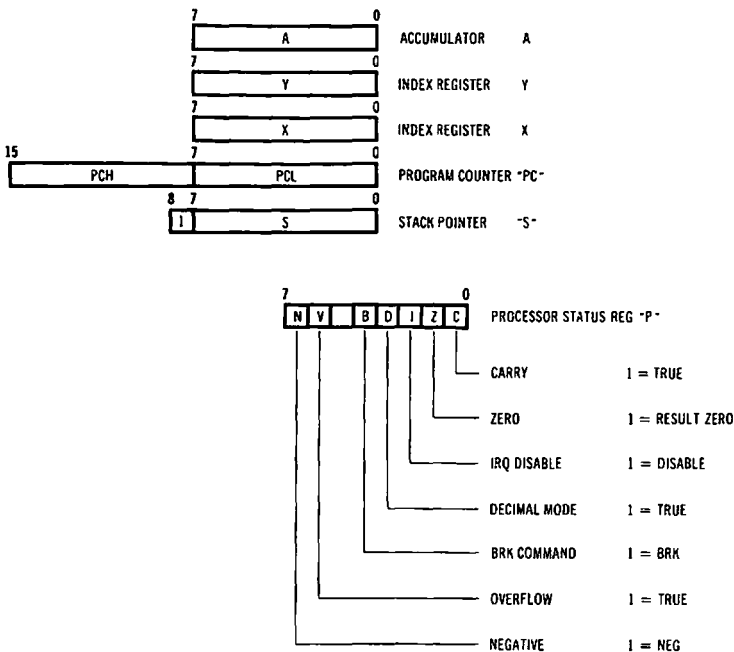 7 0
A ACCUMULATOR A
7 0
Y INDEX REGISTER Y
7 0
X INDEX REGISTER X
15 7 0
PCH PCL PROGRAM COUNTER "PC"
8 7 0
1 S STACK POINTER "S"
7 0
N V B D I Z C PROCESSOR STATUS REG "P"
CARRY 1 = TRUE
ZERO 1 = RESULT ZERO
IRQ DISABLE 1 = DISABLE
DECIMAL MODE 1 = TRUE
BRK COMMAND 1 = BRK
OVERFLOW 1 = TRUE
NEGATIVE 1 = NEG